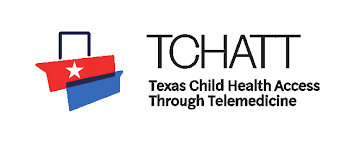 TCHATT
Texas Child Health Access
Through Telemedicine